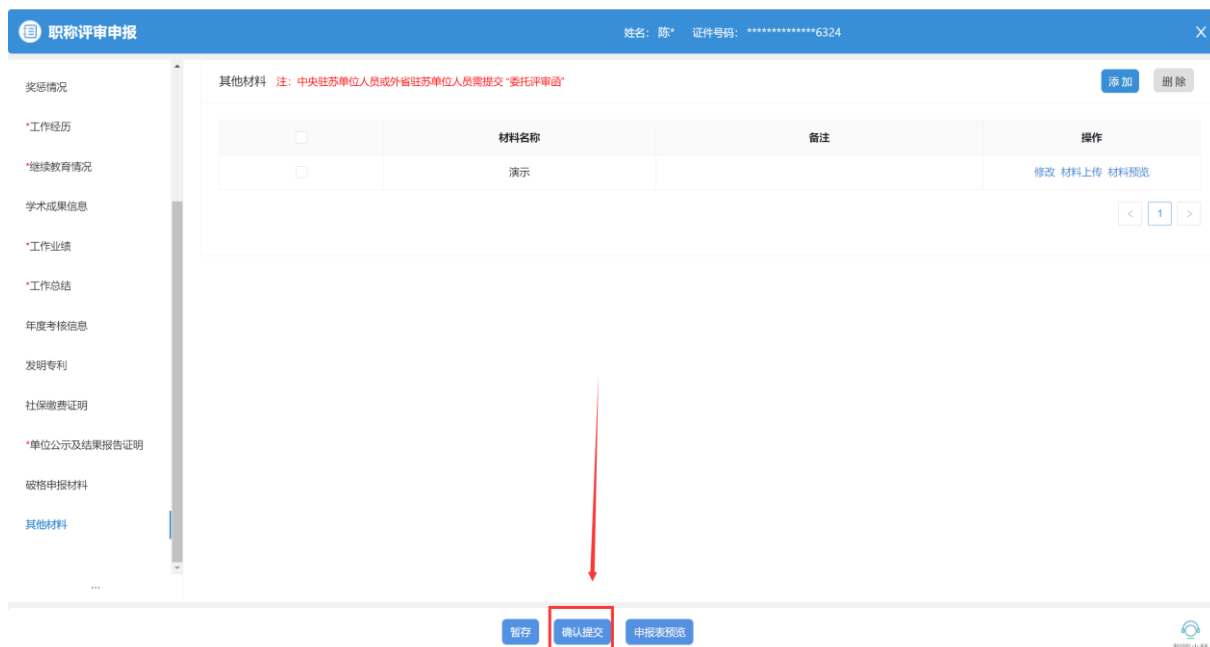 职称评审申报
姓名: 陈* 证件号码: **************6324
X
奖惩情况
*工作经历
*继续教育情况
学术成果信息
*工作业绩
*工作总结
年度考核信息
发明专利
社保缴费证明
*单位公示及结果报告证明
破格申报材料
其他材料
...
其他材料 注: 中央驻苏单位人员或外省驻苏单位人员需提交 "委托评审函"
添加 删除
材料名称 备注 操作
演示 修改 材料上传 材料预览
< 1 >
暂存 确认提交 申报表预览